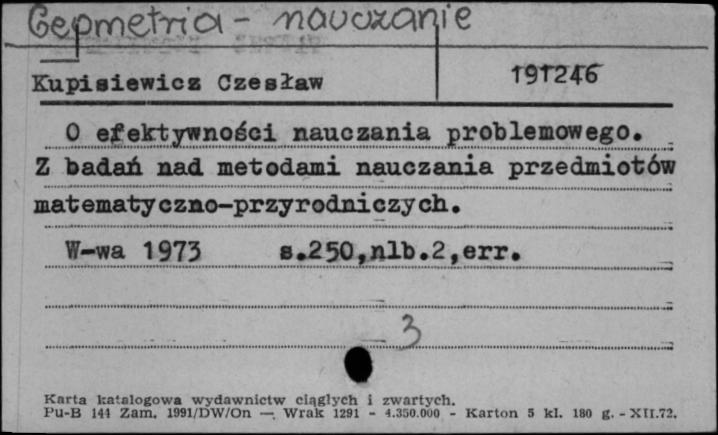 Geometria - nauczanie
Kupisiewicz Czesław
191246
O efektywności nauczania problemowego.
Z badań nad metodami nauczania przedmiotów
matematyczno-przyrodniczych.
W-wa 1973 s.250,nlb.2,err.
3
Karta katalogowa wydawnictw ciągłych i zwartych.
Pu-B 144 Zam. 1991/DW/On — Wrak 1291 - 4.350.000 - Karton 5 kl. 180 g. - XII.72.